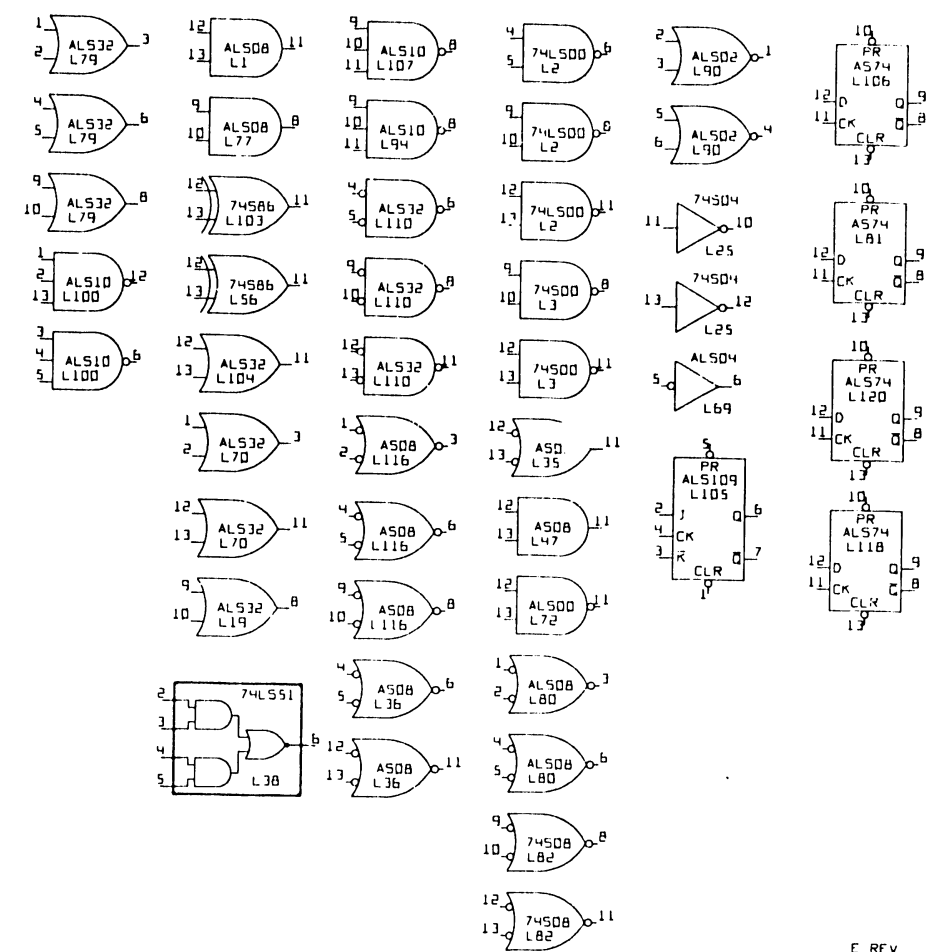 1 2 ALS32 L79 3
4 5 ALS32 L79 6
9 10 ALS32 L79 8
1 2 13 ALS10 L100 12
3 4 5 ALS10 L100 6
12 13 ALS08 L1 11
9 10 ALS08 L77 8
12 13 74S86 L103 11
12 13 74S86 L56 11
12 13 ALS32 L104 11
1 2 ALS32 L70 3
12 13 ALS32 L70 11
9 10 ALS32 L19 8
74LS51
2 3 4 5 6
L38
9 10 11 ALS10 L107 8
9 10 11 ALS10 L94 8
4 5 ALS32 L110 6
9 10 ALS32 L110 8
12 13 ALS32 L110 11
1 2 AS08 L116 3
4 5 AS08 L116 6
9 10 AS08 L116 8
4 5 AS08 L36 6
12 13 AS08 L36 11
4 5 74LS00 L2 6
9 10 74LS00 L2 8
12 74LS00 L2 11
9 10 74S00 L3 8
12 13 74S00 L3 11
12 13 L35 11
12 13 AS08 L47 11
12 13 ALS00 L72 11
1 2 ALS08 L80 3
4 5 ALS08 L80 6
9 10 74S08 L82 8
12 13 74S08 L82 11
2 3 ALS02 L90 1
5 6 ALS02 L90 4
74S04
11 10
L25
74S04
13 12
L25
ALS04
5 6
L69
5
PR
ALS109
L105
2 J Q 6
4 CK
3 K̅ Q̅ 7
CLR
1
10
PR
AS74
L106
12 D Q 9
11 CK Q̅ 8
CLR
13
10
PR
AS74
L81
12 D Q 9
11 CK Q̅ 8
CLR
13
10
PR
ALS74
L120
12 D Q 9
11 CK Q̅ 8
CLR
13
10
PR
ALS74
L118
12 D Q 9
11 CK Q̅ 8
CLR
13
E REV